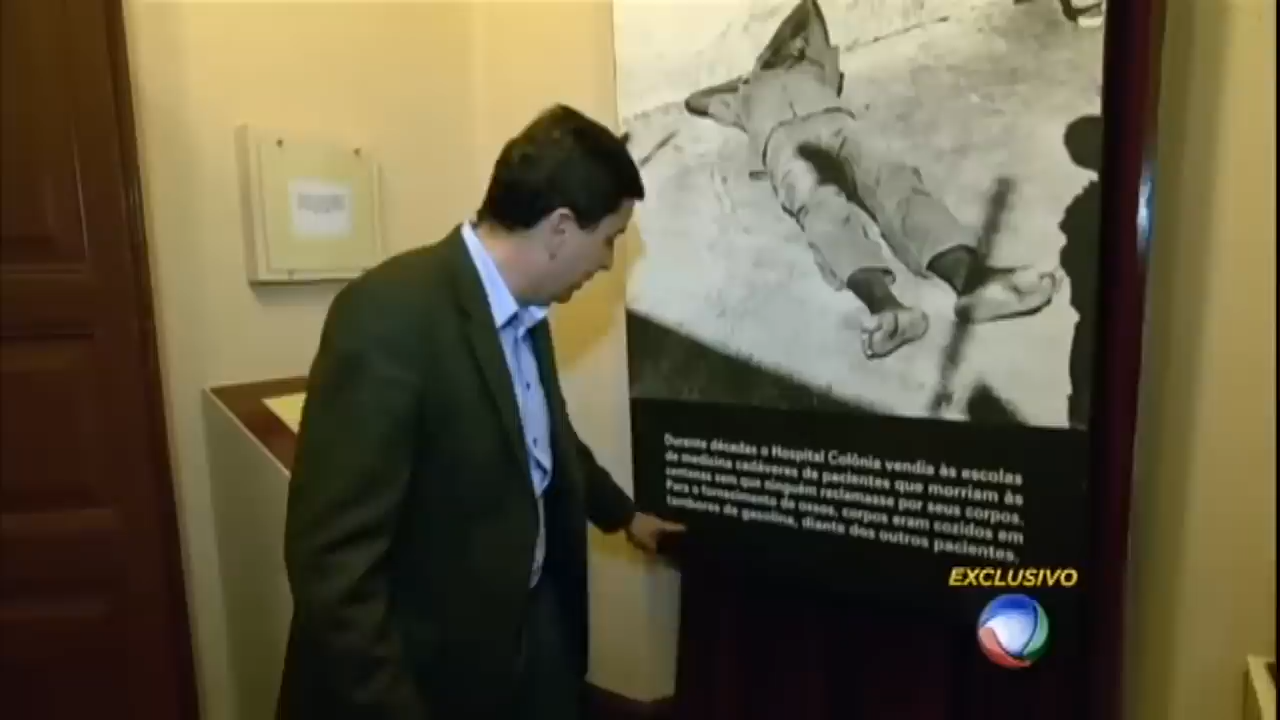 Durante décadas o Hospital Colônia vendia às escolas
de medicina cadáveres de pacientes que morriam às
centenas sem que ninguém reclamasse por seus corpos.
Para o fornecimento de ossos, corpos eram cozidos em
tambores de gasolina, diante dos outros pacientes.
EXCLUSIVO